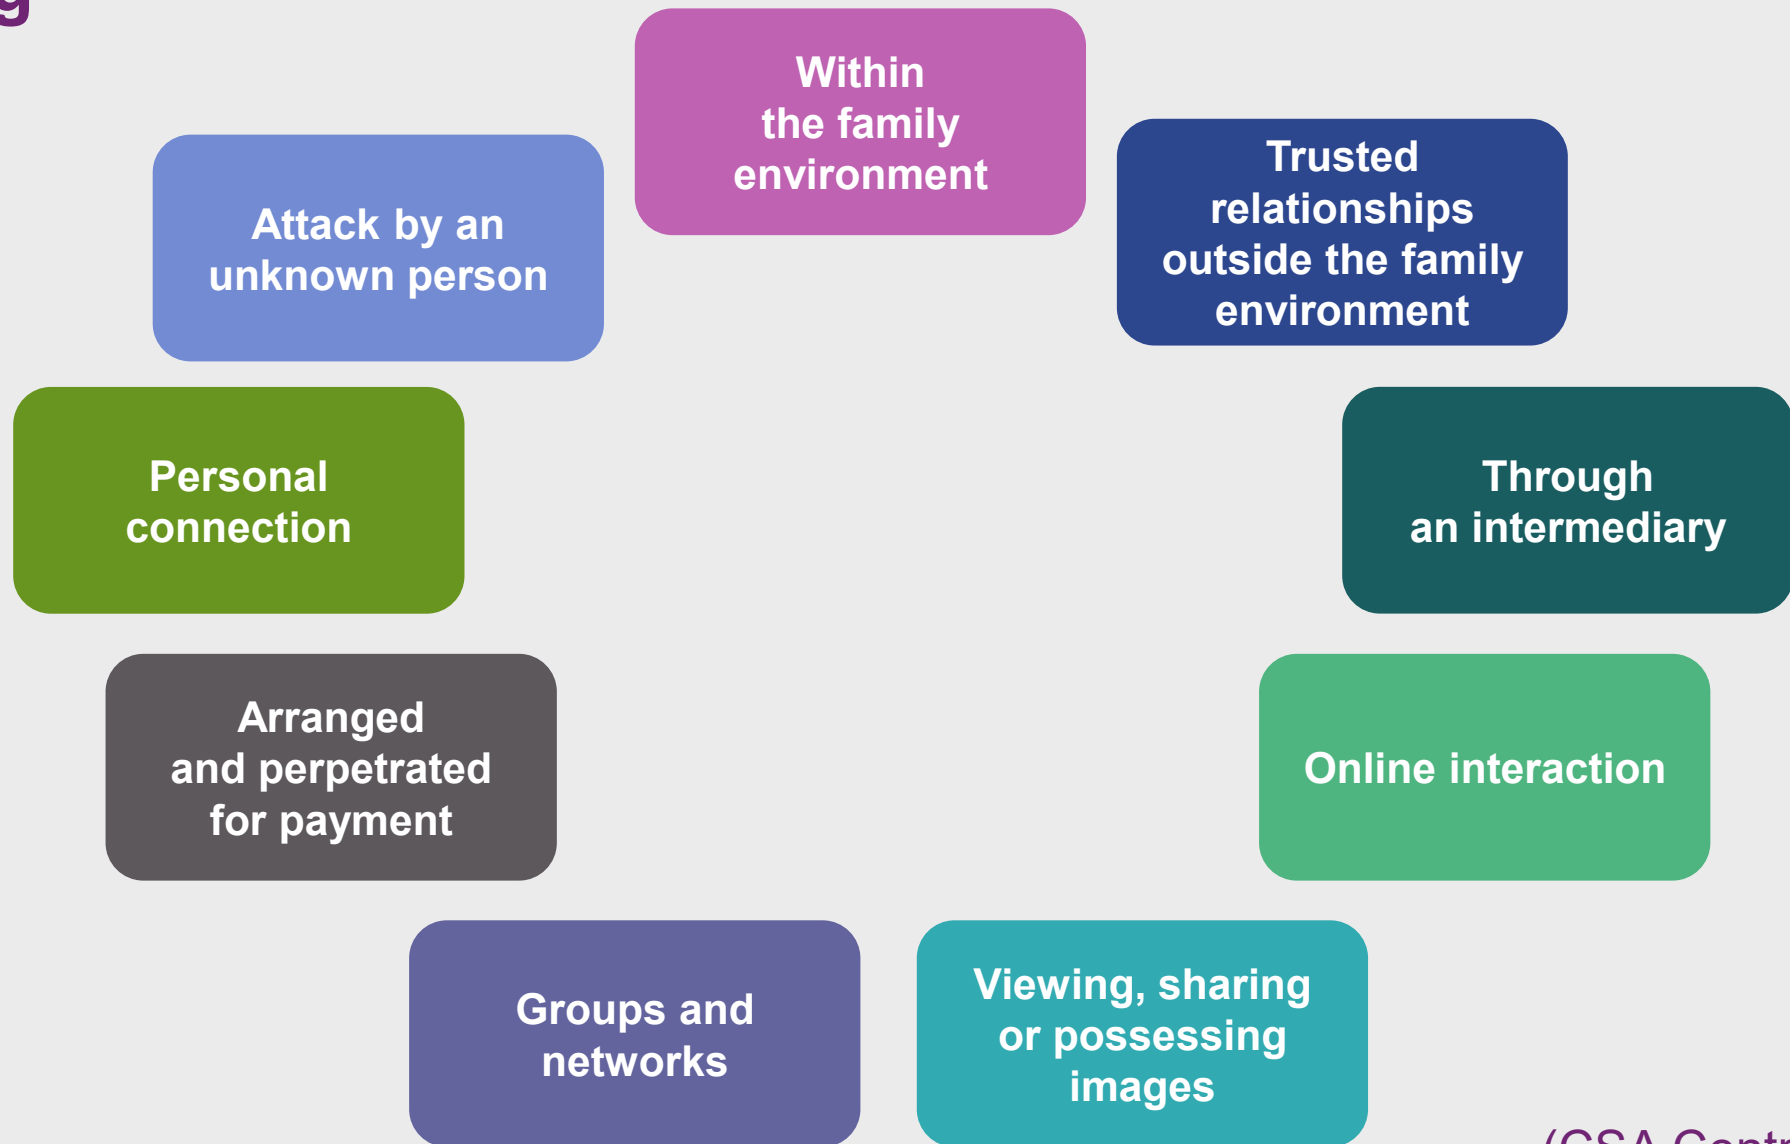 Within
the family
environment
Trusted
relationships
outside the family
environment
Attack by an
unknown person
Personal
connection
Through
an intermediary
Arranged
and perpetrated
for payment
Online interaction
Groups and
networks
Viewing, sharing
or possessing
images